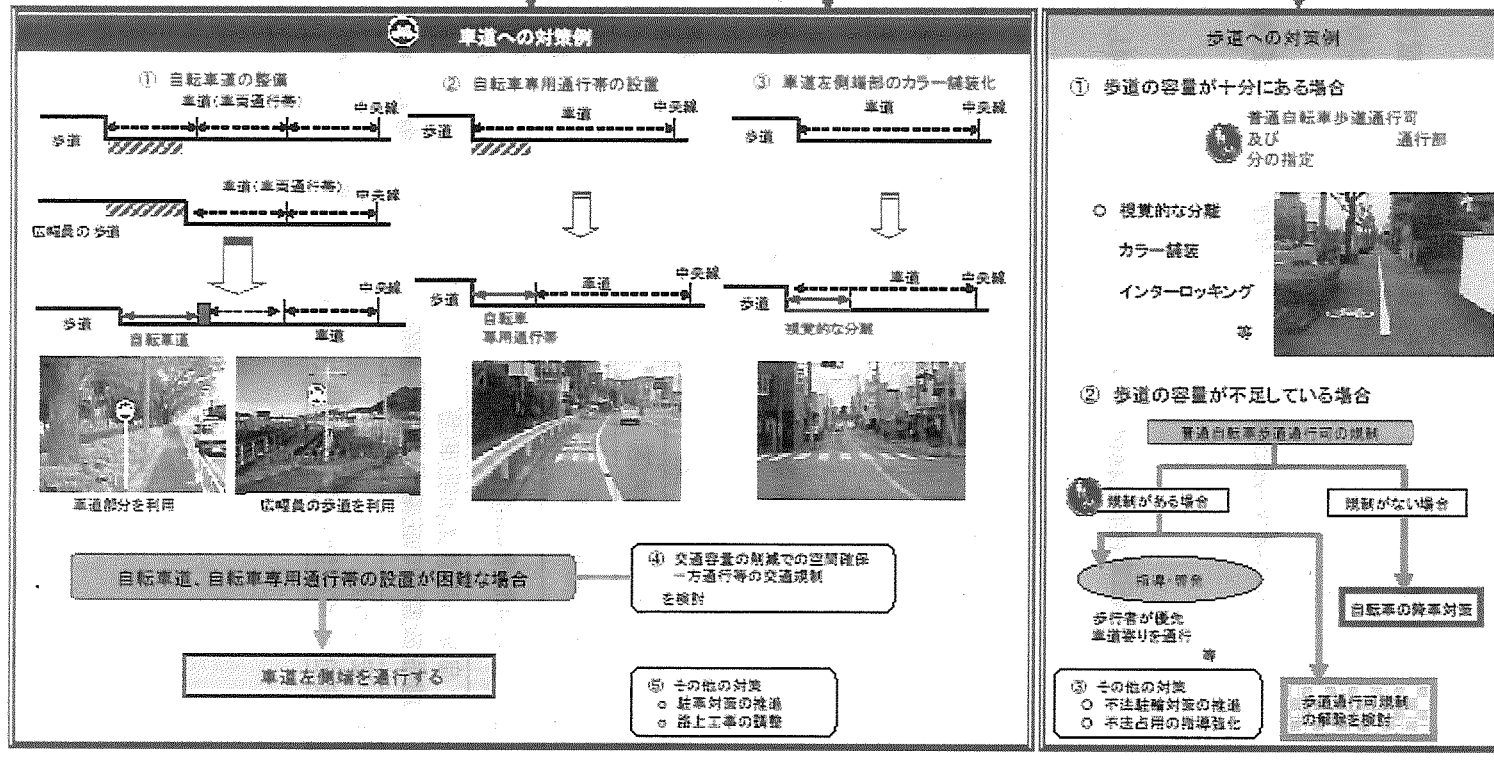 車道への対策例
① 自転車道の整備
車道(車両通行帯)
中央線
歩道
車道(車両通行帯)
中央線
広幅員の歩道
中央線
歩道
自転車道
車道
車道部分を利用
広幅員の歩道を利用
② 自転車専用通行帯の設置
車道
中央線
歩道
中央線
車道
歩道
自転車
専用通行帯
③ 車道左側端部のカラー舗装化
車道
中央線
歩道
車道
中央線
歩道
視覚的な分離
自転車道、自転車専用通行帯の設置が困難な場合
④ 交通容量の削減での空間確保
一方通行等の交通規制
を検討
車道左側端を通行する
⑤ その他の対策
○ 駐車対策の推進
○ 路上工事の調整
歩道への対策例
① 歩道の容量が十分にある場合
普通自転車歩道通行可
及び 通行部
分の指定
○ 視覚的な分離
カラー舗装
インターロッキング
等
② 歩道の容量が不足している場合
普通自転車歩道通行可の規制
規制がある場合
規制がない場合
指導・啓発
歩行者が優先
車道寄りを通行
等
自転車の降車対策
③ その他の対策
○ 不法駐輪対策の推進
○ 不法占用の指導強化
歩道通行可規制
の解除を検討